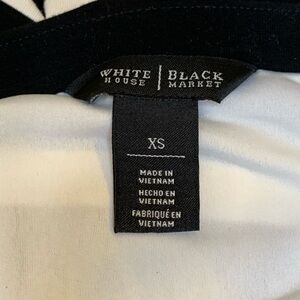 WHITE HOUSE | BLACK MARKET
XS
MADE IN
VIETNAM
HECHO EN
VIETNAM
FABRIQUÉ EN
VIETNAM